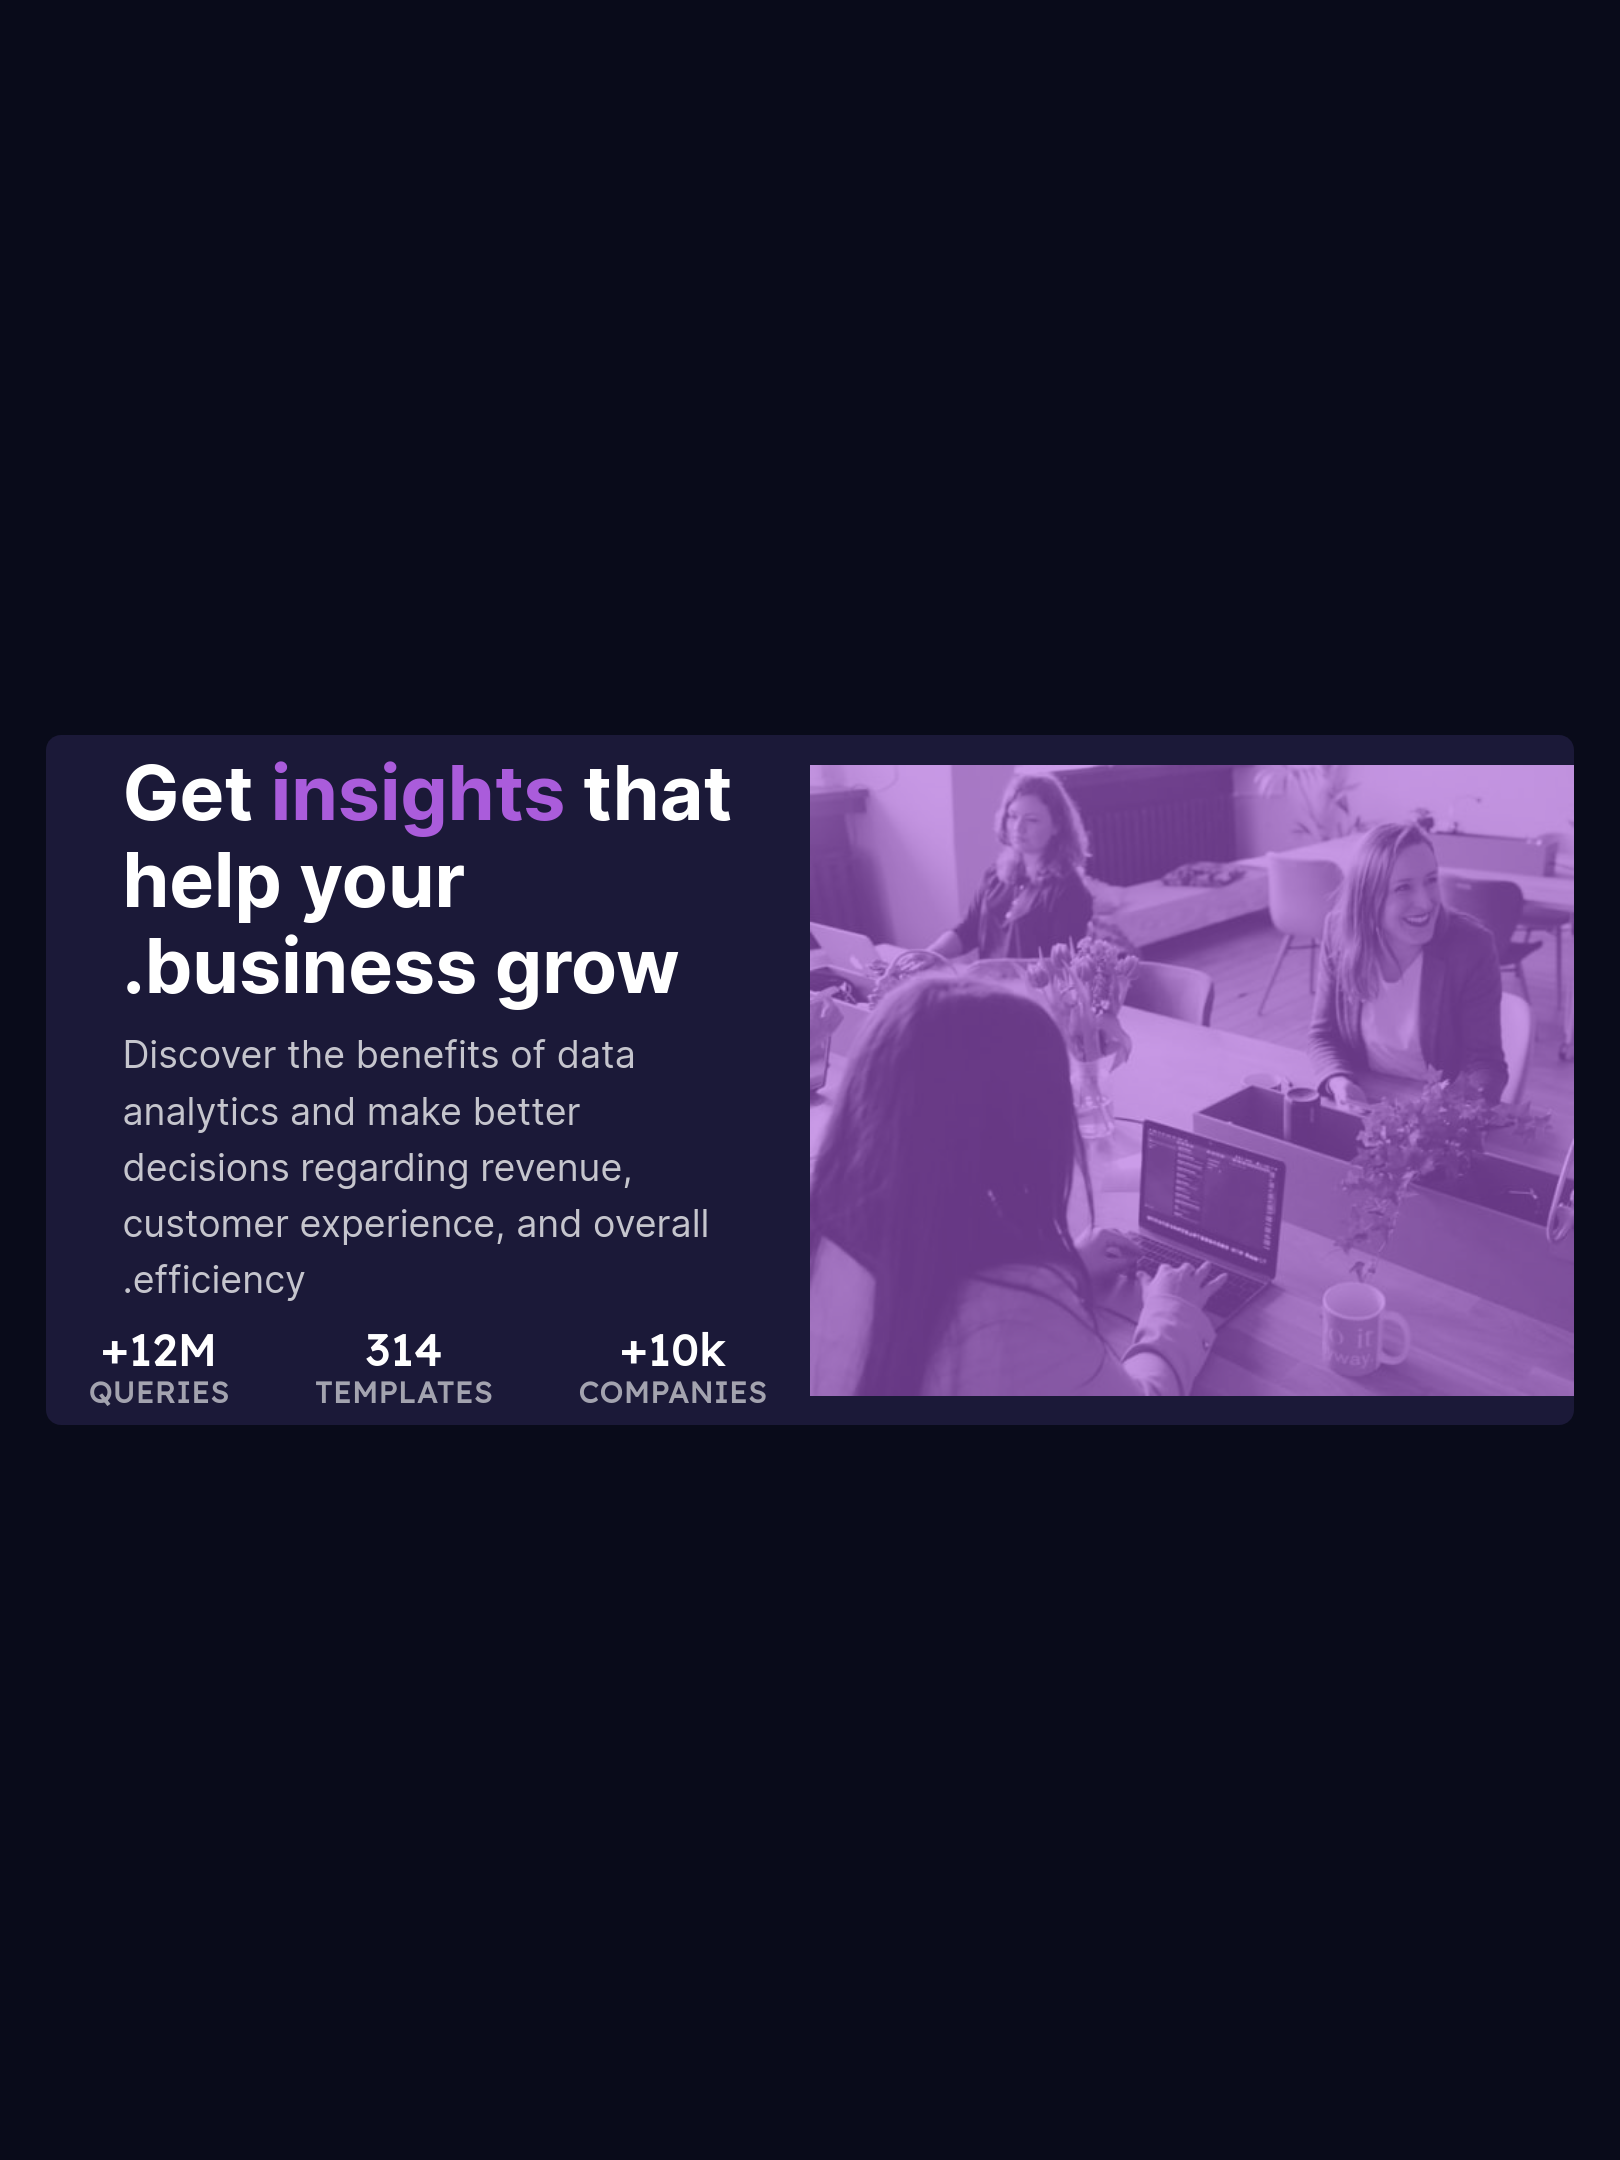 Get insights that
help your
.business grow
Discover the benefits of data
analytics and make better
decisions regarding revenue,
customer experience, and overall
.efficiency
+12M
QUERIES
314
TEMPLATES
+10k
COMPANIES